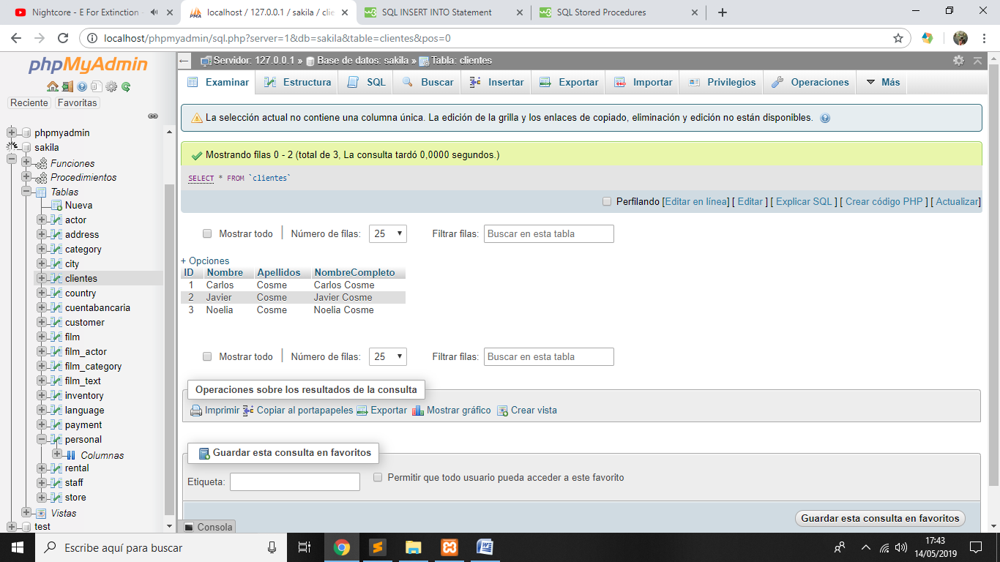 Nightcore - E For Extinction -
localhost / 127.0.0.1 / sakila / clie
SQL INSERT INTO Statement
SQL Stored Procedures
localhost/phpmyadmin/sql.php?server=1&db=sakila&table=clientes&pos=0
phpMyAdmin
Reciente Favoritas
phpmyadmin
sakila
Funciones
Procedimientos
Tablas
Nueva
actor
address
category
city
clientes
country
cuentabancaria
customer
film
film_actor
film_category
film_text
inventory
language
payment
personal
Columnas
rental
staff
store
Vistas
test
Servidor: 127.0.0.1 » Base de datos: sakila » Tabla: clientes
Examinar Estructura SQL Buscar Insertar Exportar Importar Privilegios Operaciones Más
La selección actual no contiene una columna única. La edición de la grilla y los enlaces de copiado, eliminación y edición no están disponibles.
Mostrando filas 0 - 2 (total de 3, La consulta tardó 0,0000 segundos.)
SELECT * FROM `clientes`
Perfilando [Editar en línea] [ Editar ] [ Explicar SQL ] [ Crear código PHP ] [ Actualizar]
Mostrar todo | Número de filas: 25 Filtrar filas: Buscar en esta tabla
+ Opciones
ID Nombre Apellidos NombreCompleto
1 Carlos Cosme Carlos Cosme
2 Javier Cosme Javier Cosme
3 Noelia Cosme Noelia Cosme
Mostrar todo | Número de filas: 25 Filtrar filas: Buscar en esta tabla
Operaciones sobre los resultados de la consulta
Imprimir Copiar al portapapeles Exportar Mostrar gráfico Crear vista
Guardar esta consulta en favoritos
Etiqueta: Permitir que todo usuario pueda acceder a este favorito
Guardar esta consulta en favoritos
Consola
Escribe aquí para buscar
17:43
14/05/2019